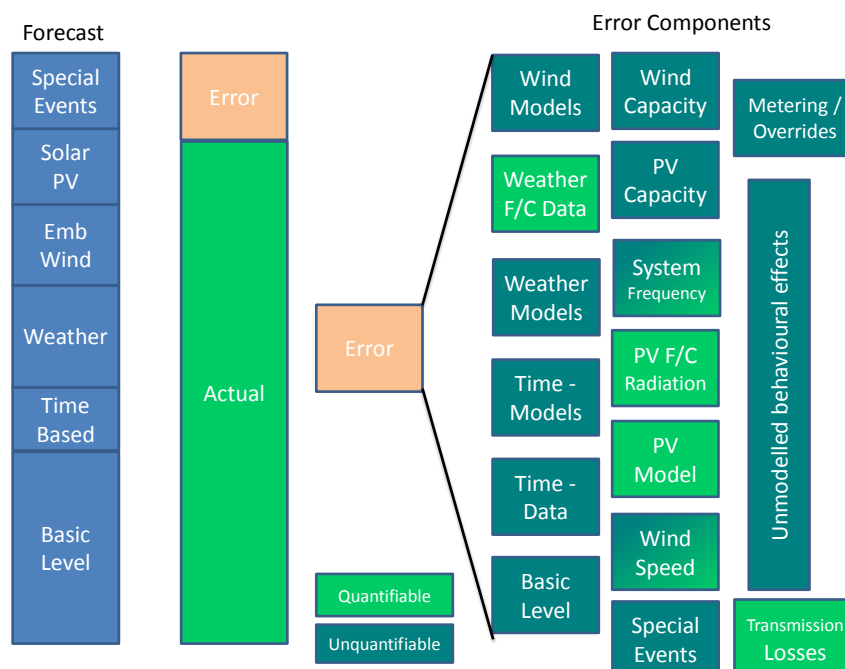 Forecast
Special
Events
Solar
PV
Emb
Wind
Weather
Time
Based
Basic
Level
Error
Actual
Error
Quantifiable
Unquantifiable
Error Components
Wind
Models
Weather
F/C Data
Weather
Models
Time -
Models
Time -
Data
Basic
Level
Wind
Capacity
PV
Capacity
System
Frequency
PV F/C
Radiation
PV
Model
Wind
Speed
Special
Events
Metering /
Overrides
Unmodelled behavioural effects
Transmission
Losses